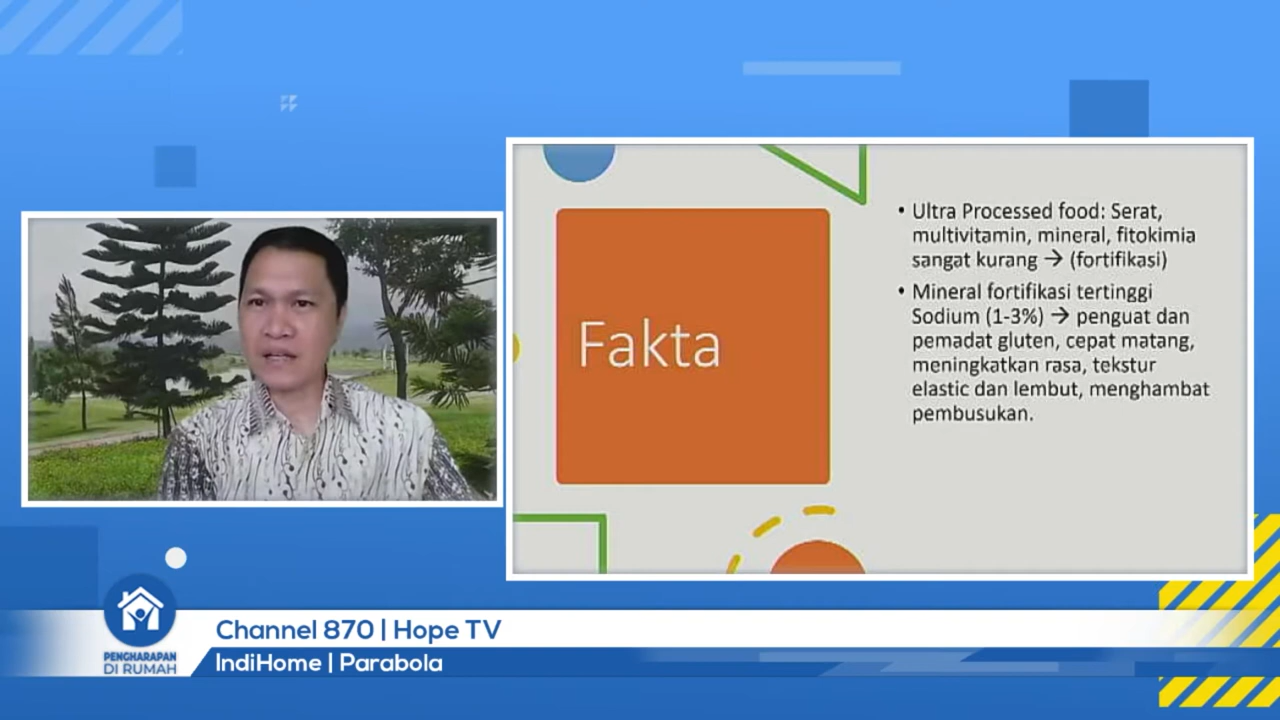 Fakta
• Ultra Processed food: Serat,
multivitamin, mineral, fitokimia
sangat kurang → (fortifikasi)
• Mineral fortifikasi tertinggi
Sodium (1-3%) → penguat dan
pemadat gluten, cepat matang,
meningkatkan rasa, tekstur
elastic dan lembut, menghambat
pembusukan.
PENGHARAPAN
DI RUMAH
Channel 870 | Hope TV
IndiHome | Parabola